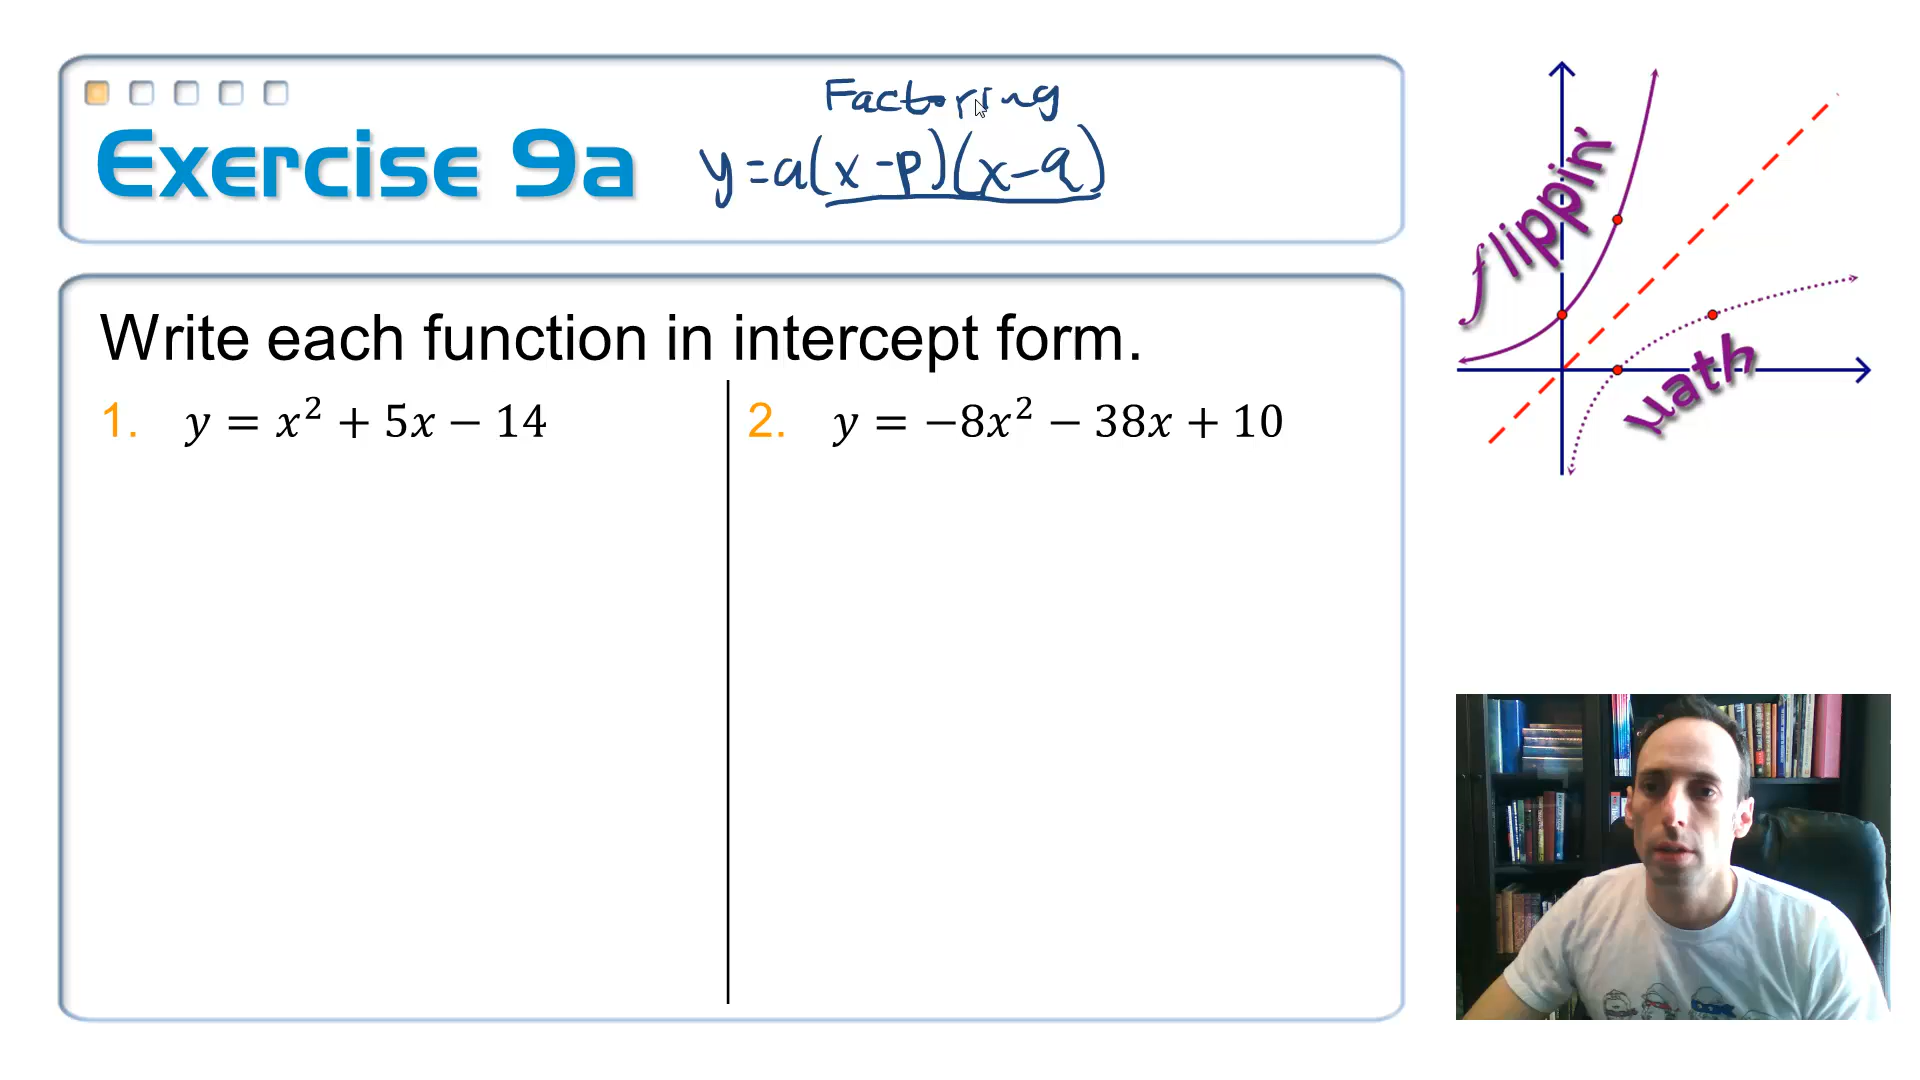 Factoring
Exercise 9a
y=a(x-p)(x-q)
Write each function in intercept form.
1. y = x² + 5x − 14
2. y = −8x² − 38x + 10
flippin'
math